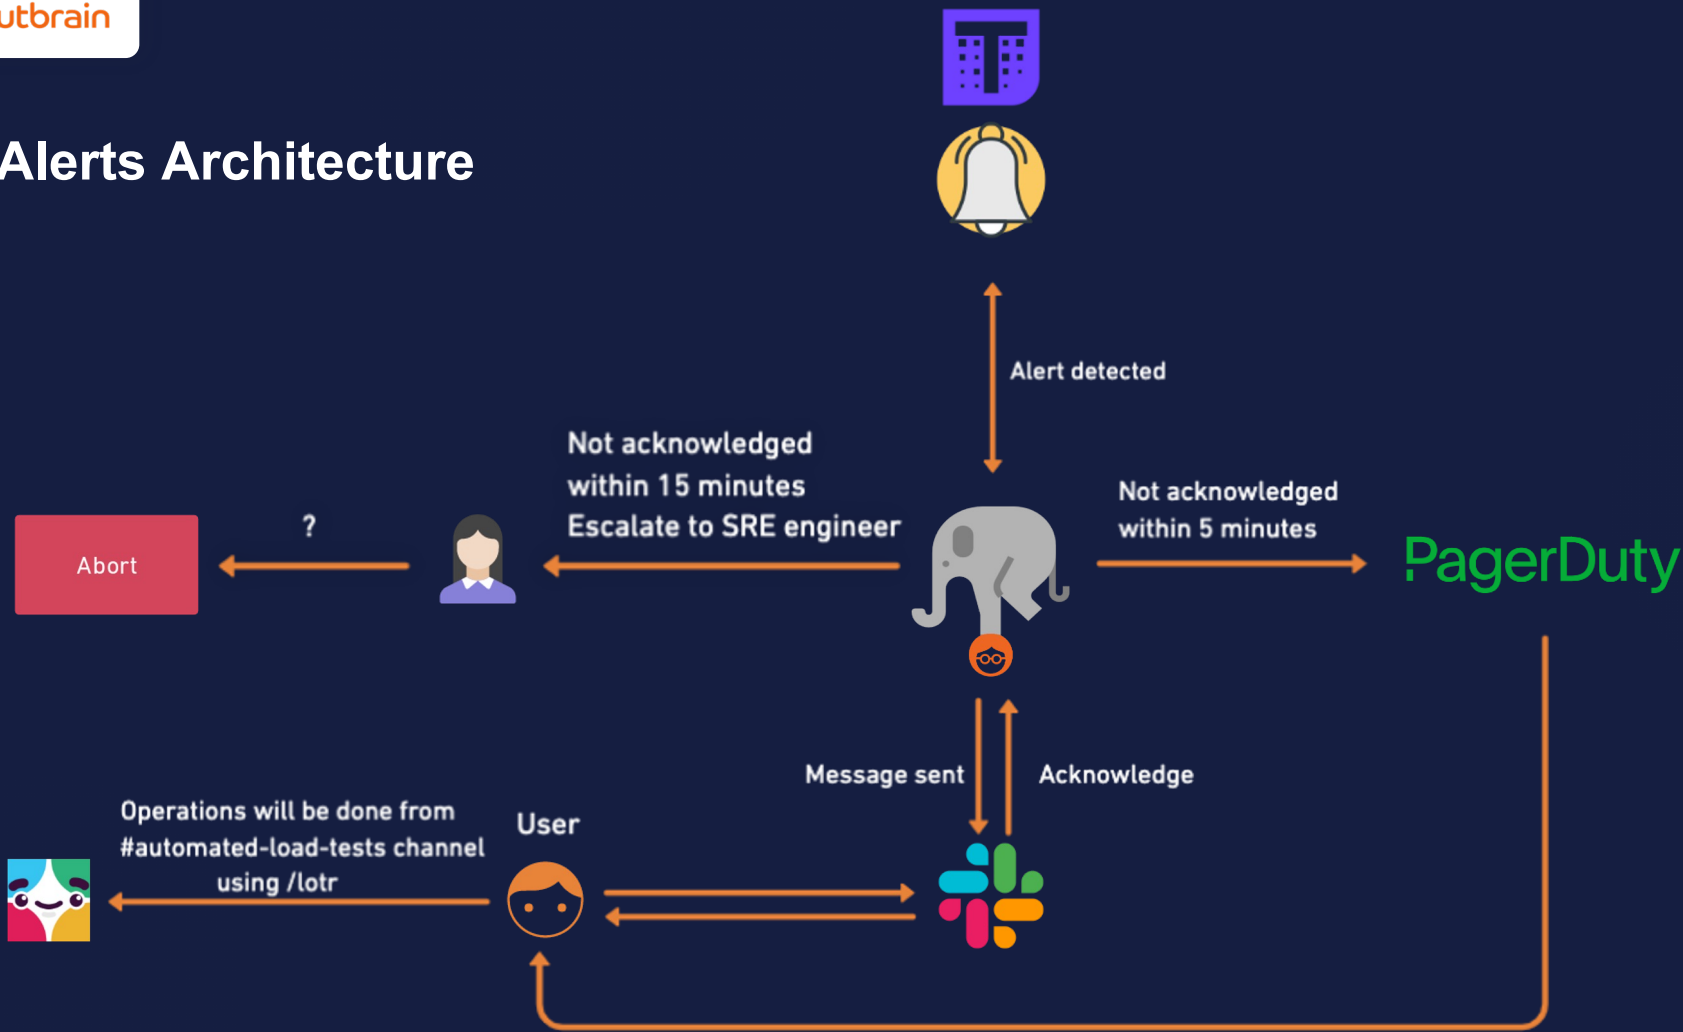 utbrain
Alerts Architecture
T
Alert detected
Not acknowledged
within 15 minutes
Escalate to SRE engineer
Not acknowledged
within 5 minutes
?
Abort
PagerDuty
Message sent
Acknowledge
Operations will be done from
#automated-load-tests channel
using /lotr
User